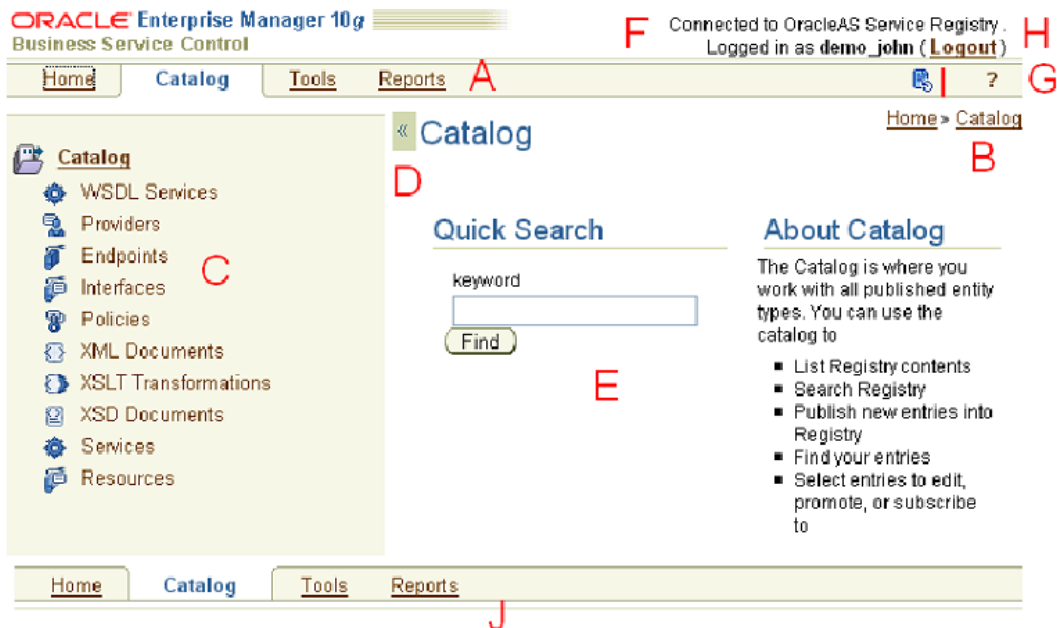 ORACLE Enterprise Manager 10g
Business Service Control
F
Connected to OracleAS Service Registry .
Logged in as demo_john ( Logout )
H
Home Catalog Tools Reports A
? G
« Catalog
Home » Catalog
B
D
Catalog
WSDL Services
Providers
Endpoints
Interfaces
Policies
XML Documents
XSLT Transformations
XSD Documents
Services
Resources
C
Quick Search
keyword
Find
E
About Catalog
The Catalog is where you
work with all published entity
types. You can use the
catalog to
■ List Registry contents
■ Search Registry
■ Publish new entries into
Registry
■ Find your entries
■ Select entries to edit,
promote, or subscribe
to
Home Catalog Tools Reports
J